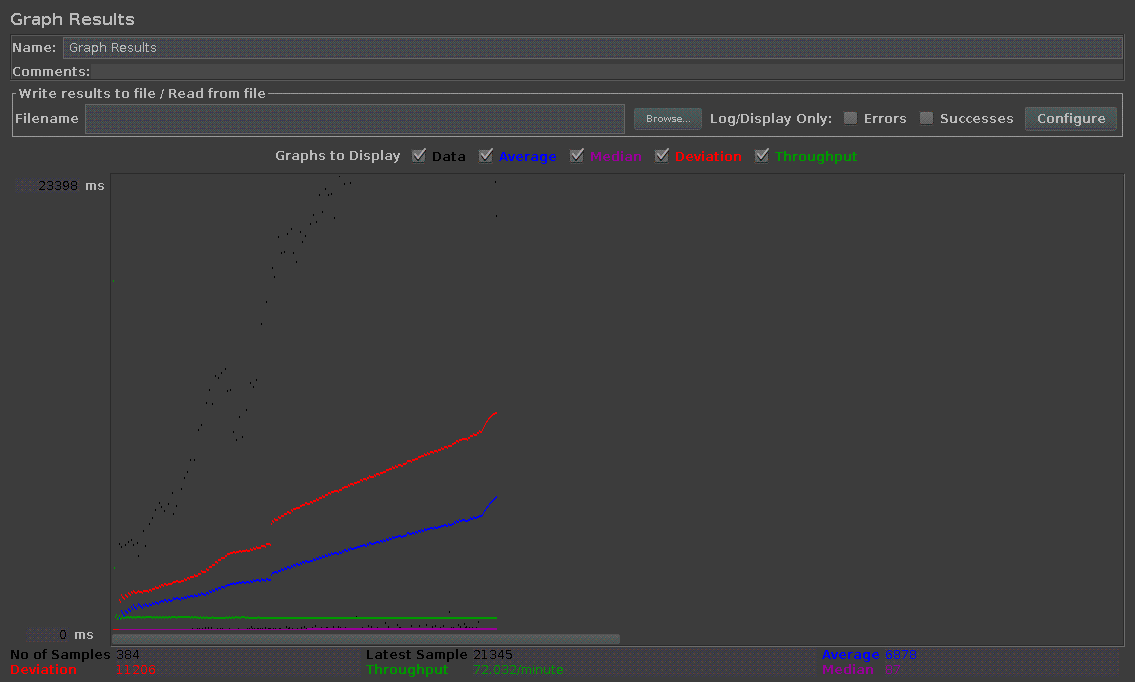 Graph Results
Name: Graph Results
Comments:
Write results to file / Read from file
Filename Browse... Log/Display Only: Errors Successes Configure
Graphs to Display Data Average Median Deviation Throughput
23398 ms
0 ms
No of Samples 384 Latest Sample 21345 Average 6878
Deviation Throughput 72.032/minute Median